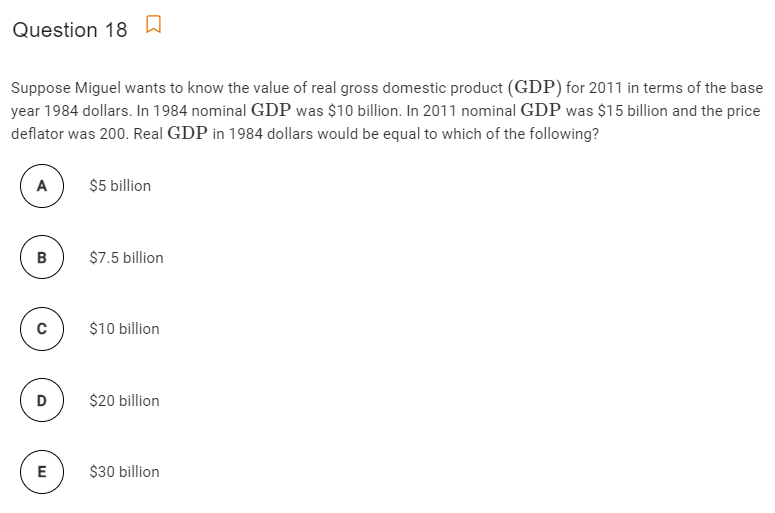 Question 18
Suppose Miguel wants to know the value of real gross domestic product (GDP) for 2011 in terms of the base
year 1984 dollars. In 1984 nominal GDP was $10 billion. In 2011 nominal GDP was $15 billion and the price
deflator was 200. Real GDP in 1984 dollars would be equal to which of the following?
A $5 billion
B $7.5 billion
C $10 billion
D $20 billion
E $30 billion